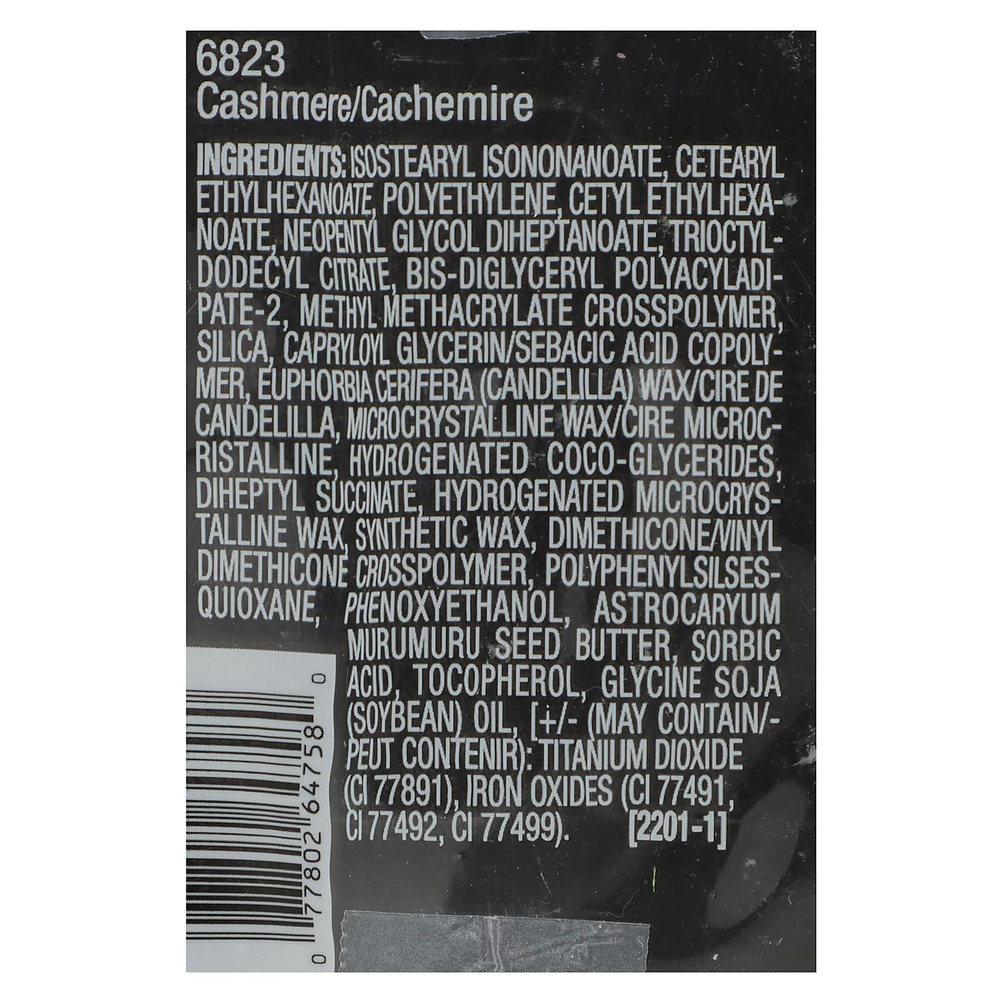 6823
Cashmere/Cachemire
INGREDIENTS: ISOSTEARYL ISONONANOATE, CETEARYL
ETHYLHEXANOATE, POLYETHYLENE, CETYL ETHYLHEXA-
NOATE, NEOPENTYL GLYCOL DIHEPTANOATE, TRIOCTYL-
DODECYL CITRATE, BIS-DIGLYCERYL POLYACYLADI-
PATE-2, METHYL METHACRYLATE CROSSPOLYMER,
SILICA, CAPRYLOYL GLYCERIN/SEBACIC ACID COPOLY-
MER, EUPHORBIA CERIFERA (CANDELILLA) WAX/CIRE DE
CANDELILLA, MICROCRYSTALLINE WAX/CIRE MICROC-
RISTALLINE, HYDROGENATED COCO-GLYCERIDES,
DIHEPTYL SUCCINATE, HYDROGENATED MICROCRYS-
TALLINE WAX, SYNTHETIC WAX, DIMETHICONE/VINYL
DIMETHICONE CROSSPOLYMER, POLYPHENYLSILSES-
QUIOXANE, PHENOXYETHANOL, ASTROCARYUM
MURUMURU SEED BUTTER, SORBIC
ACID, TOCOPHEROL, GLYCINE SOJA
(SOYBEAN) OIL, [+/- (MAY CONTAIN/-
PEUT CONTENIR): TITANIUM DIOXIDE
(CI 77891), IRON OXIDES (CI 77491,
CI 77492, CI 77499). [2201-1]
0 77802 64758 0